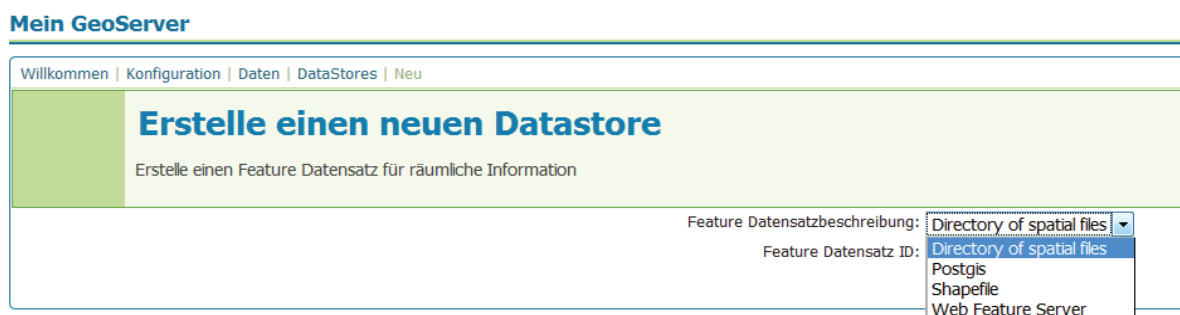 Mein GeoServer
Willkommen | Konfiguration | Daten | DataStores | Neu
Erstelle einen neuen Datastore
Erstelle einen Feature Datensatz für räumliche Information
Feature Datensatzbeschreibung: Directory of spatial files
Feature Datensatz ID: Directory of spatial files
Postgis
Shapefile
Web Feature Server